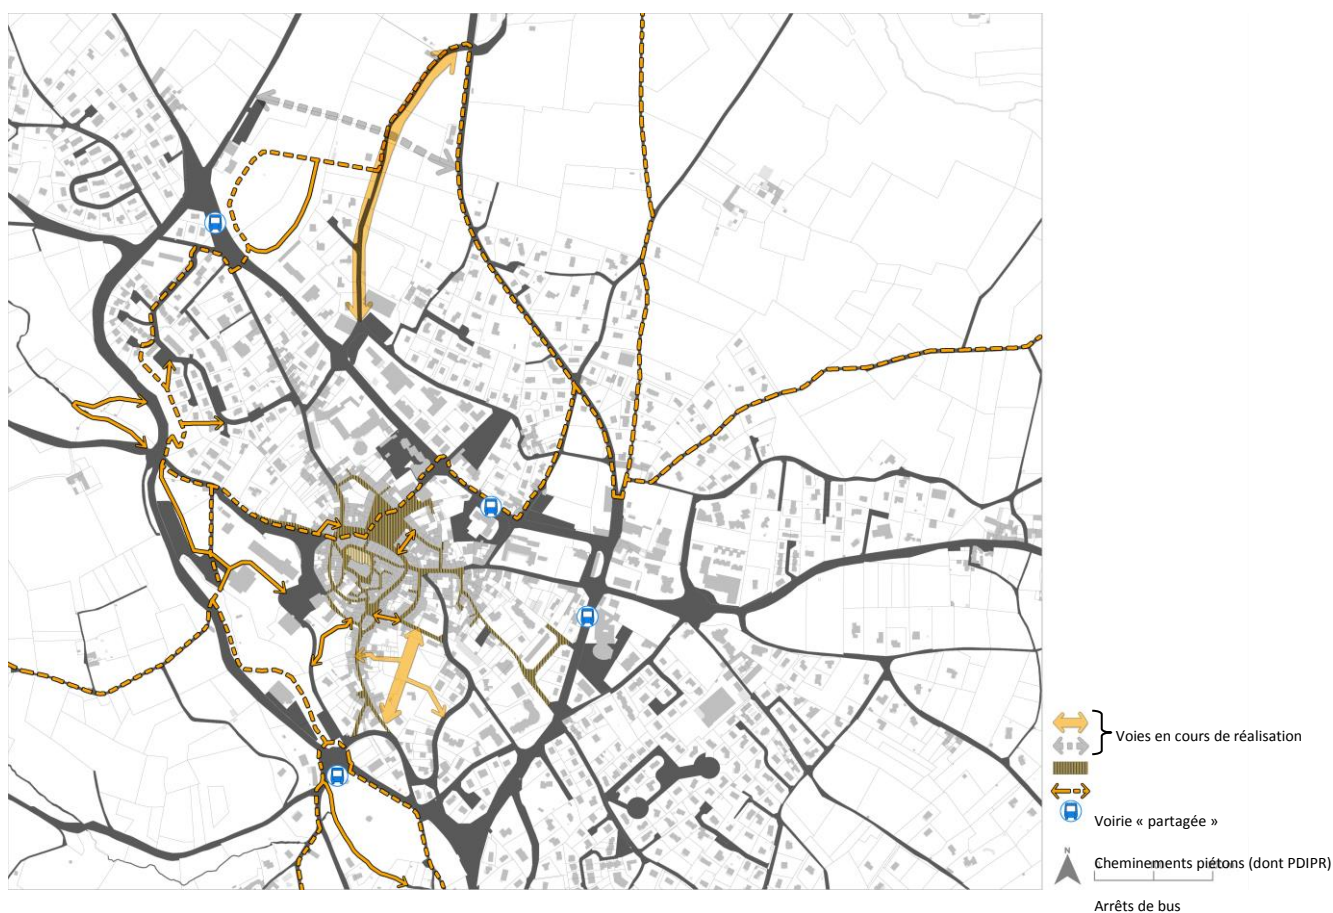 Voies en cours de réalisation
Voirie « partagée »
N
Cheminements piétons (dont PDIPR)
Arrêts de bus